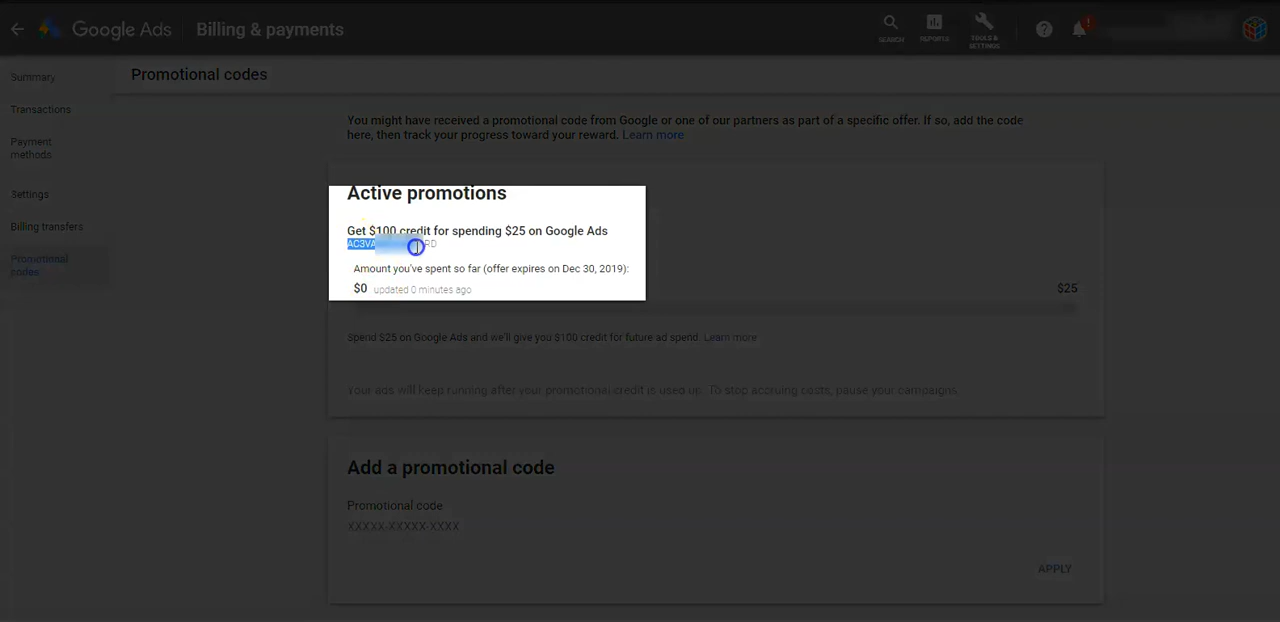 Google Ads
Billing & payments
SEARCH
REPORTS
TOOLS &
SETTINGS
Summary
Transactions
Payment
methods
Settings
Billing transfers
Promotional
codes
Promotional codes
You might have received a promotional code from Google or one of our partners as part of a specific offer. If so, add the code
here, then track your progress toward your reward. Learn more
Active promotions
Get $100 credit for spending $25 on Google Ads
Amount you've spent so far (offer expires on Dec 30, 2019):
$0 updated 0 minutes ago
$25
Spend $25 on Google Ads and we'll give you $100 credit for future ad spend. Learn more
Your ads will keep running after your promotional credit is used up. To stop accruing costs, pause your campaigns.
Add a promotional code
Promotional code
XXXXX-XXXXX-XXXX
APPLY